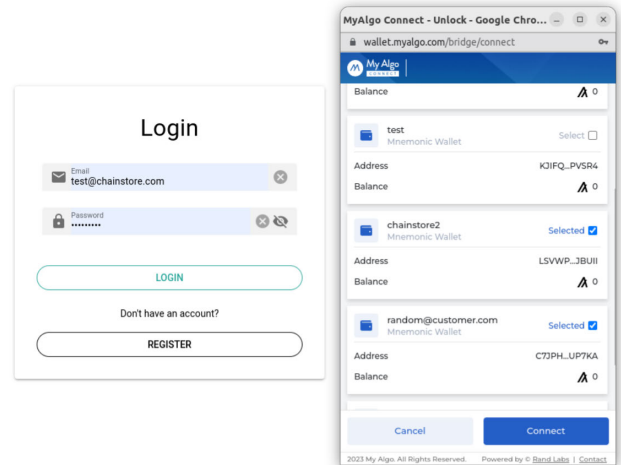 Login
Email
test@chainstore.com
Password
•••••••••
LOGIN
Don't have an account?
REGISTER
MyAlgo Connect - Unlock - Google Chro...
wallet.myalgo.com/bridge/connect
My Algo
CONNECT
Balance 0
test
Mnemonic Wallet
Select
Address KJIFQ...PVSR4
Balance 0
chainstore2
Mnemonic Wallet
Selected
Address LSVWP...JBUII
Balance 0
random@customer.com
Mnemonic Wallet
Selected
Address C7JPH...UP7KA
Balance 0
Cancel Connect
2023 My Algo. All Rights Reserved. Powered by © Rand Labs | Contact